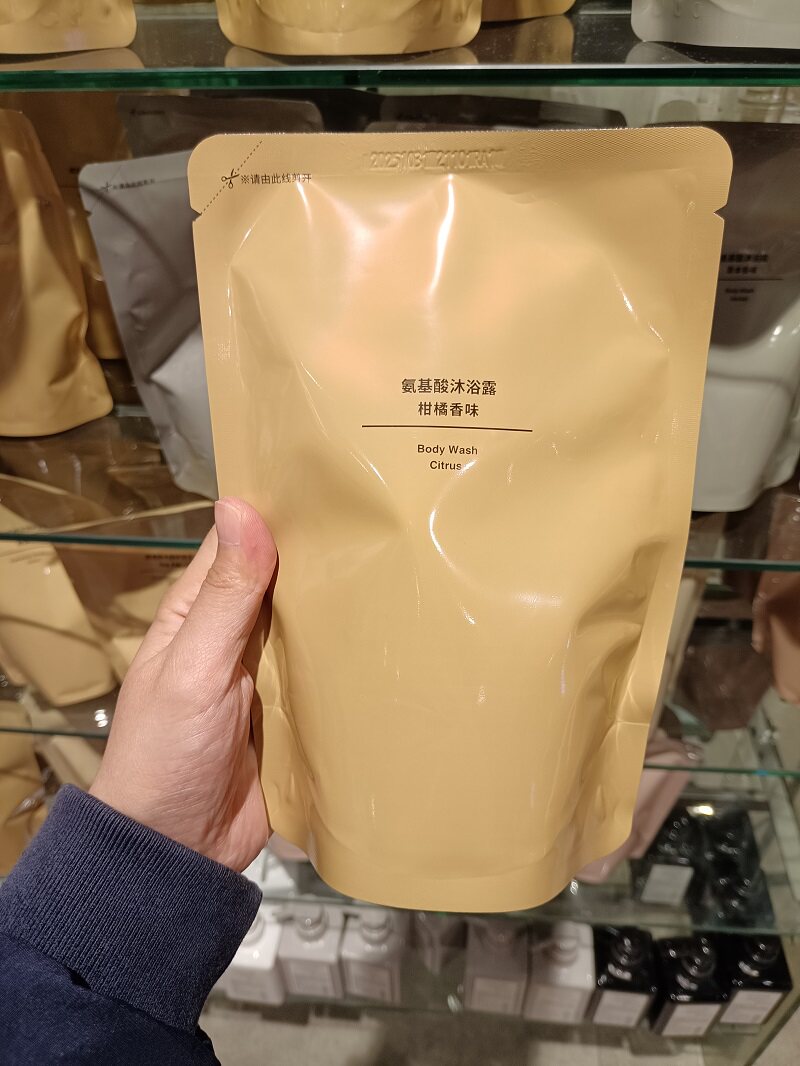 ※请由此线剪开
氨基酸沐浴露
柑橘香味
Body Wash
Citrus